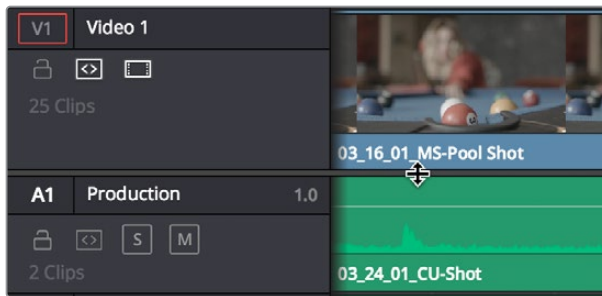 V1 Video 1
25 Clips
03_16_01_MS-Pool Shot
A1 Production 1.0
S M
2 Clips
03_24_01_CU-Shot